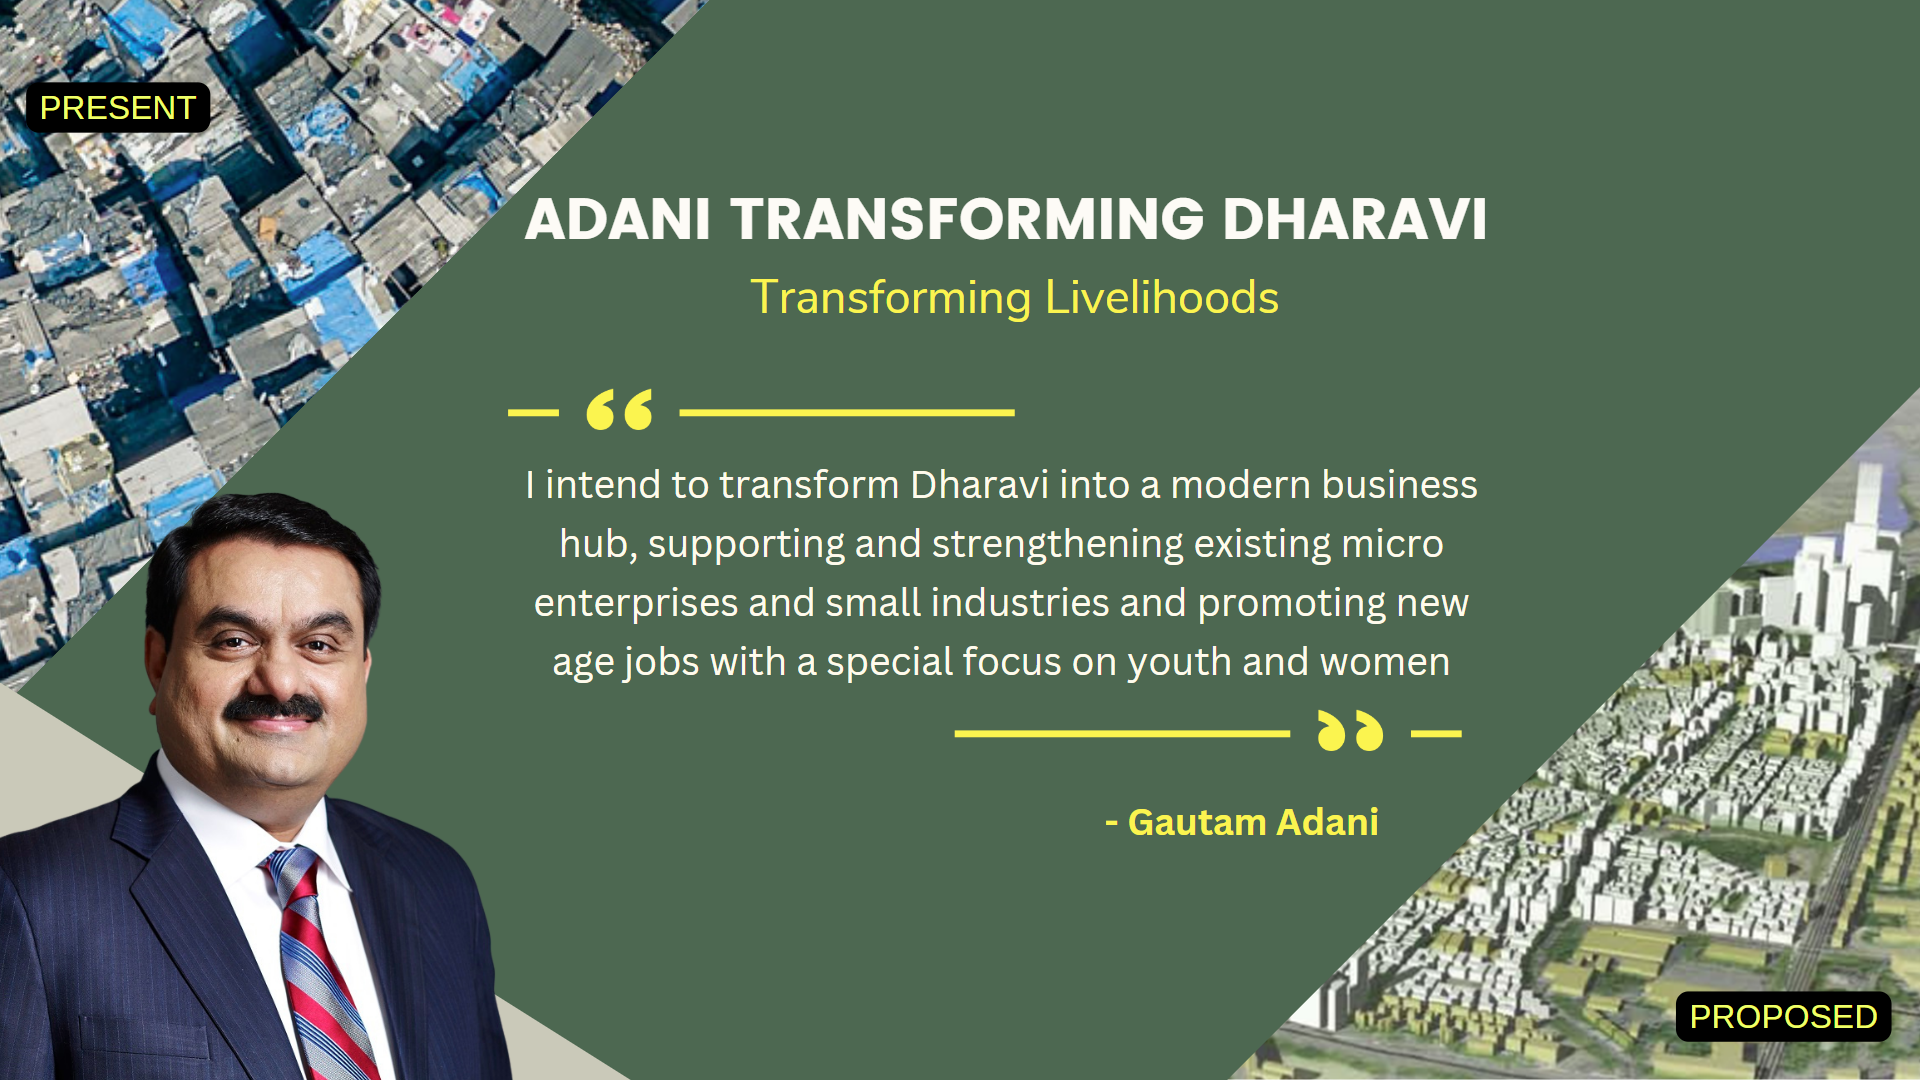 PRESENT
ADANI TRANSFORMING DHARAVI
Transforming Livelihoods
“
I intend to transform Dharavi into a modern business
hub, supporting and strengthening existing micro
enterprises and small industries and promoting new
age jobs with a special focus on youth and women
”
- Gautam Adani
PROPOSED